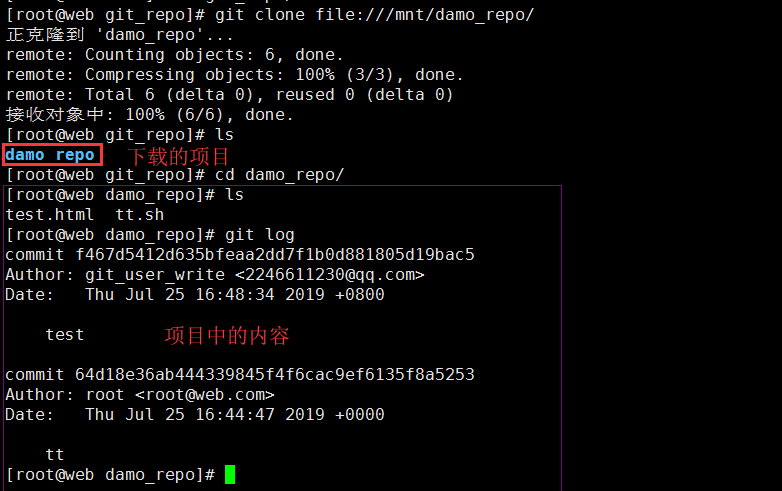 [root@web git_repo]# git clone file:///mnt/damo_repo/
正克隆到 'damo_repo'...
remote: Counting objects: 6, done.
remote: Compressing objects: 100% (3/3), done.
remote: Total 6 (delta 0), reused 0 (delta 0)
接收对象中: 100% (6/6), done.
[root@web git_repo]# ls
damo_repo 下载的项目
[root@web git_repo]# cd damo_repo/
[root@web damo_repo]# ls
test.html  tt.sh
[root@web damo_repo]# git log
commit f467d5412d635bfeaa2dd7f1b0d881805d19bac5
Author: git_user_write <2246611230@qq.com>
Date:   Thu Jul 25 16:48:34 2019 +0800
test 项目中的内容
commit 64d18e36ab444339845f4f6cac9ef6135f8a5253
Author: root <root@web.com>
Date:   Thu Jul 25 16:44:47 2019 +0000
tt
[root@web damo_repo]#